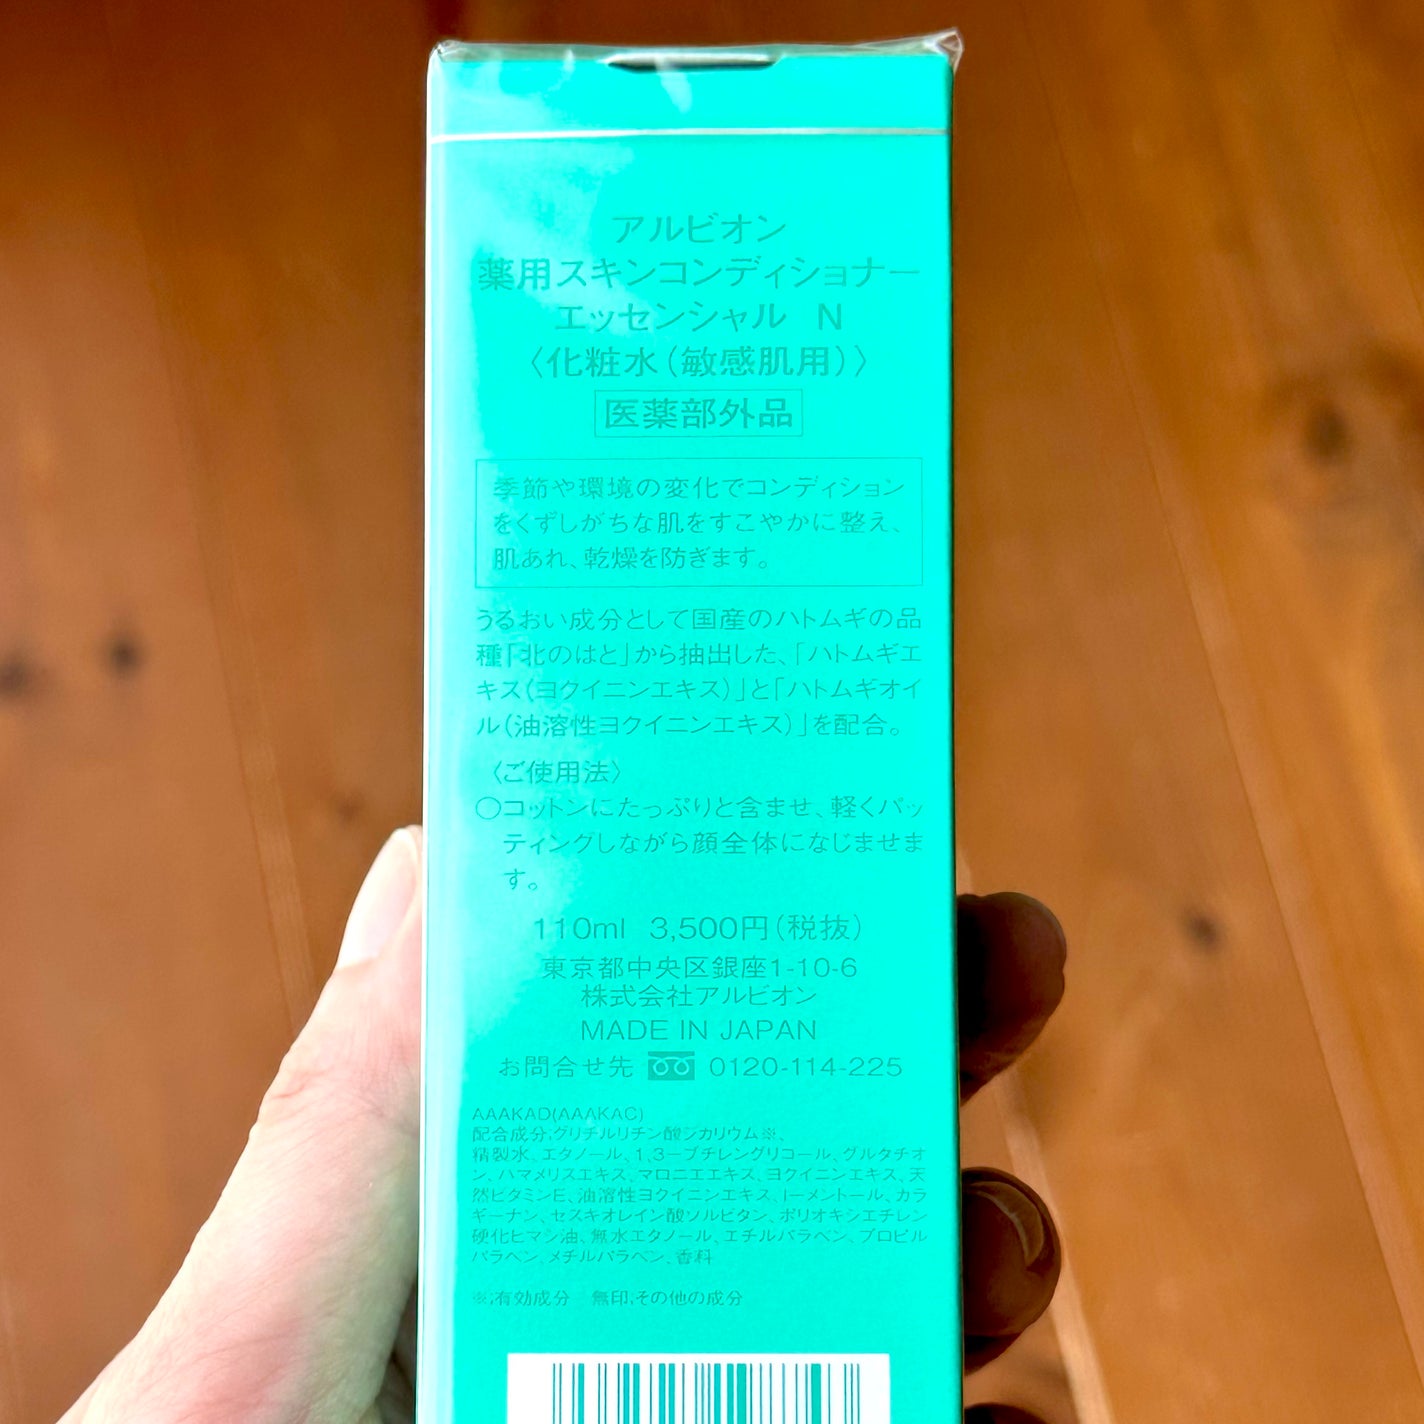 アルビオン
薬用スキンコンディショナー
エッセンシャル N
〈化粧水(敏感肌用)〉
医薬部外品
季節や環境の変化でコンディション
をくずしがちな肌をすこやかに整え、
肌あれ、乾燥を防ぎます。
うるおい成分として国産のハトムギの品
種「北のはと」から抽出した、「ハトムギエ
キス(ヨクイニンエキス)」と「ハトムギオイ
ル(油溶性ヨクイニンエキス)」を配合。
〈ご使用法〉
○コットンにたっぷりと含ませ、軽くパッ
ティングしながら顔全体になじませま
す。
110ml 3,500円(税抜)
東京都中央区銀座1-10-6
株式会社アルビオン
MADE IN JAPAN
お問合せ先 0120-114-225
AAAKAD(AAAKAC)
配合成分;グリチルリチン酸ジカリウム※、
精製水、エタノール、1,3－ブチレングリコール、グルタチオ
ン、ハマメリスエキス、マロニエエキス、ヨクイニンエキス、天
然ビタミンE、油溶性ヨクイニンエキス、l－メントール、カラ
ギーナン、セスキオレイン酸ソルビタン、ポリオキシエチレン
硬化ヒマシ油、無水エタノール、エチルパラベン、プロピル
パラベン、メチルパラベン、香料
※;有効成分 無印;その他の成分